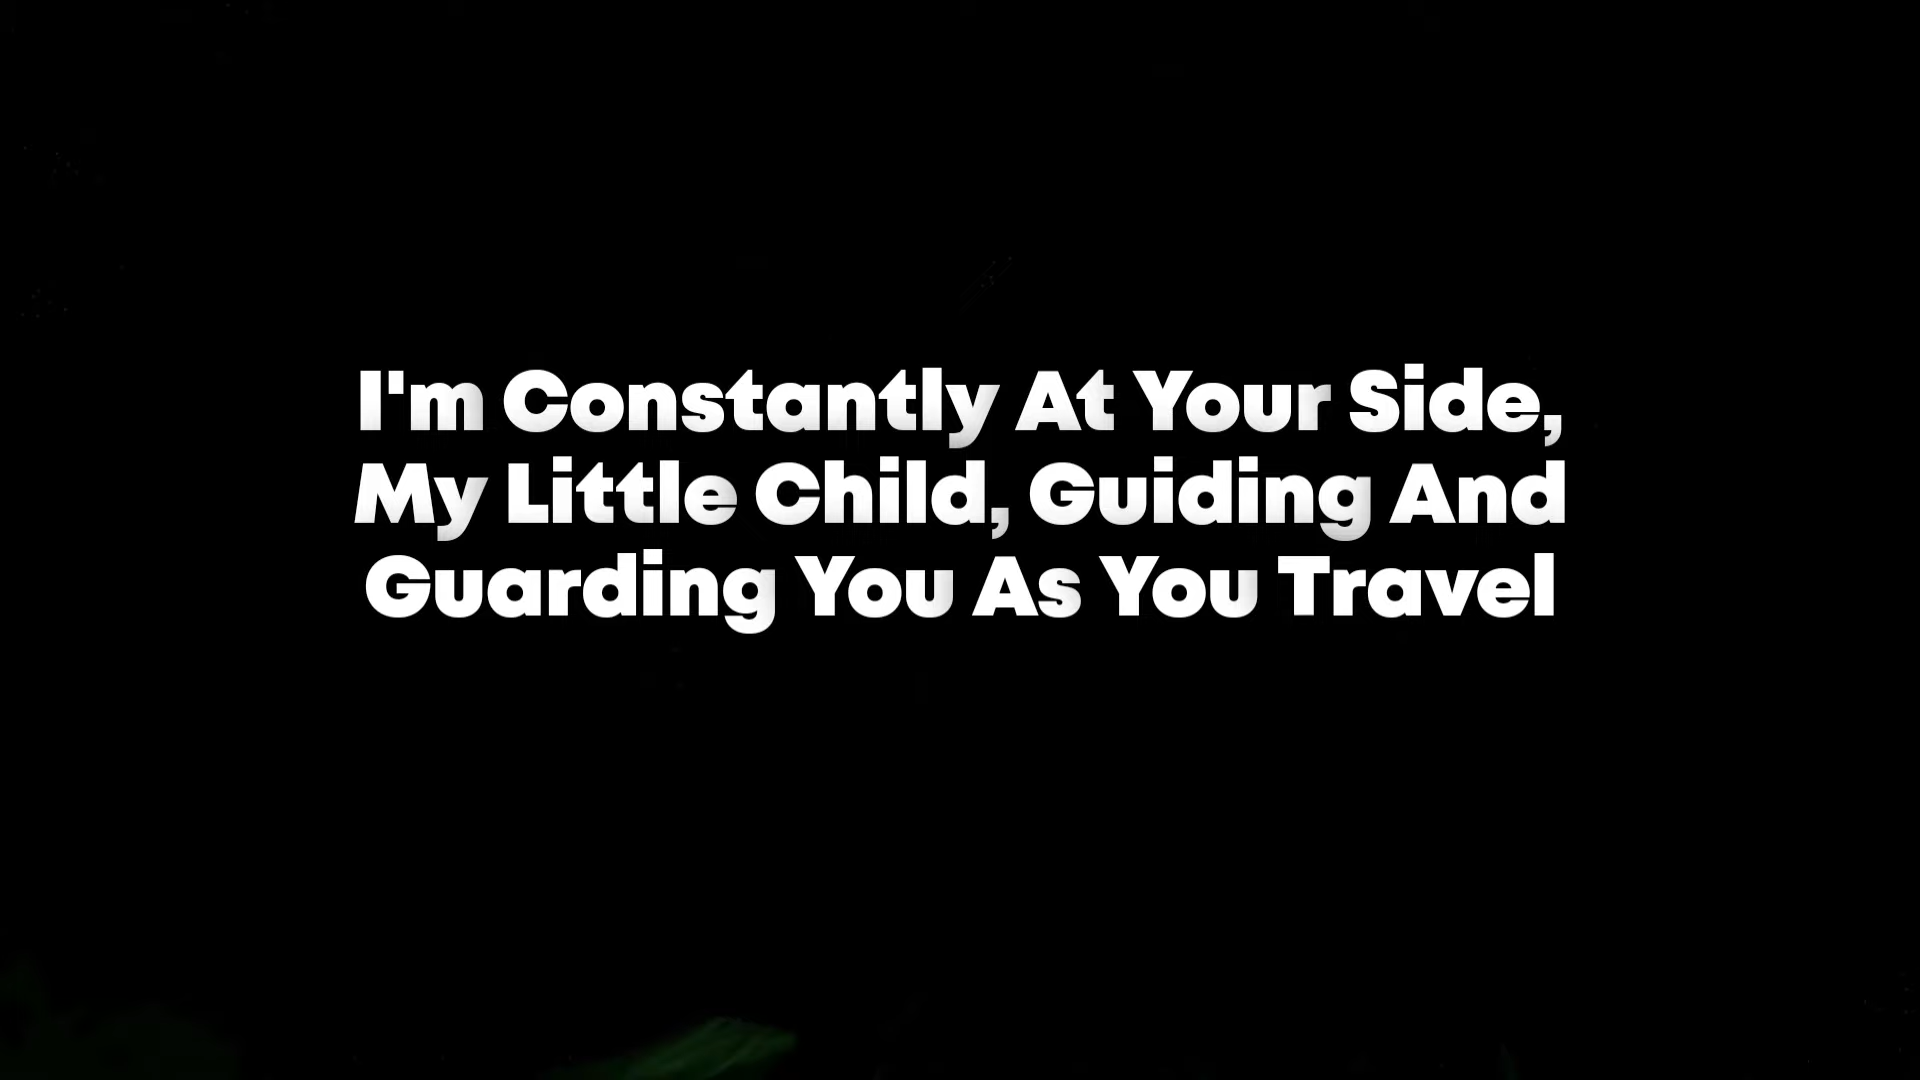 I'm Constantly At Your Side,
My Little Child, Guiding And
Guarding You As You Travel